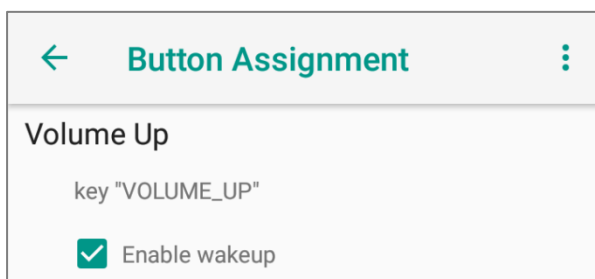 Button Assignment
Volume Up
key "VOLUME_UP"
Enable wakeup